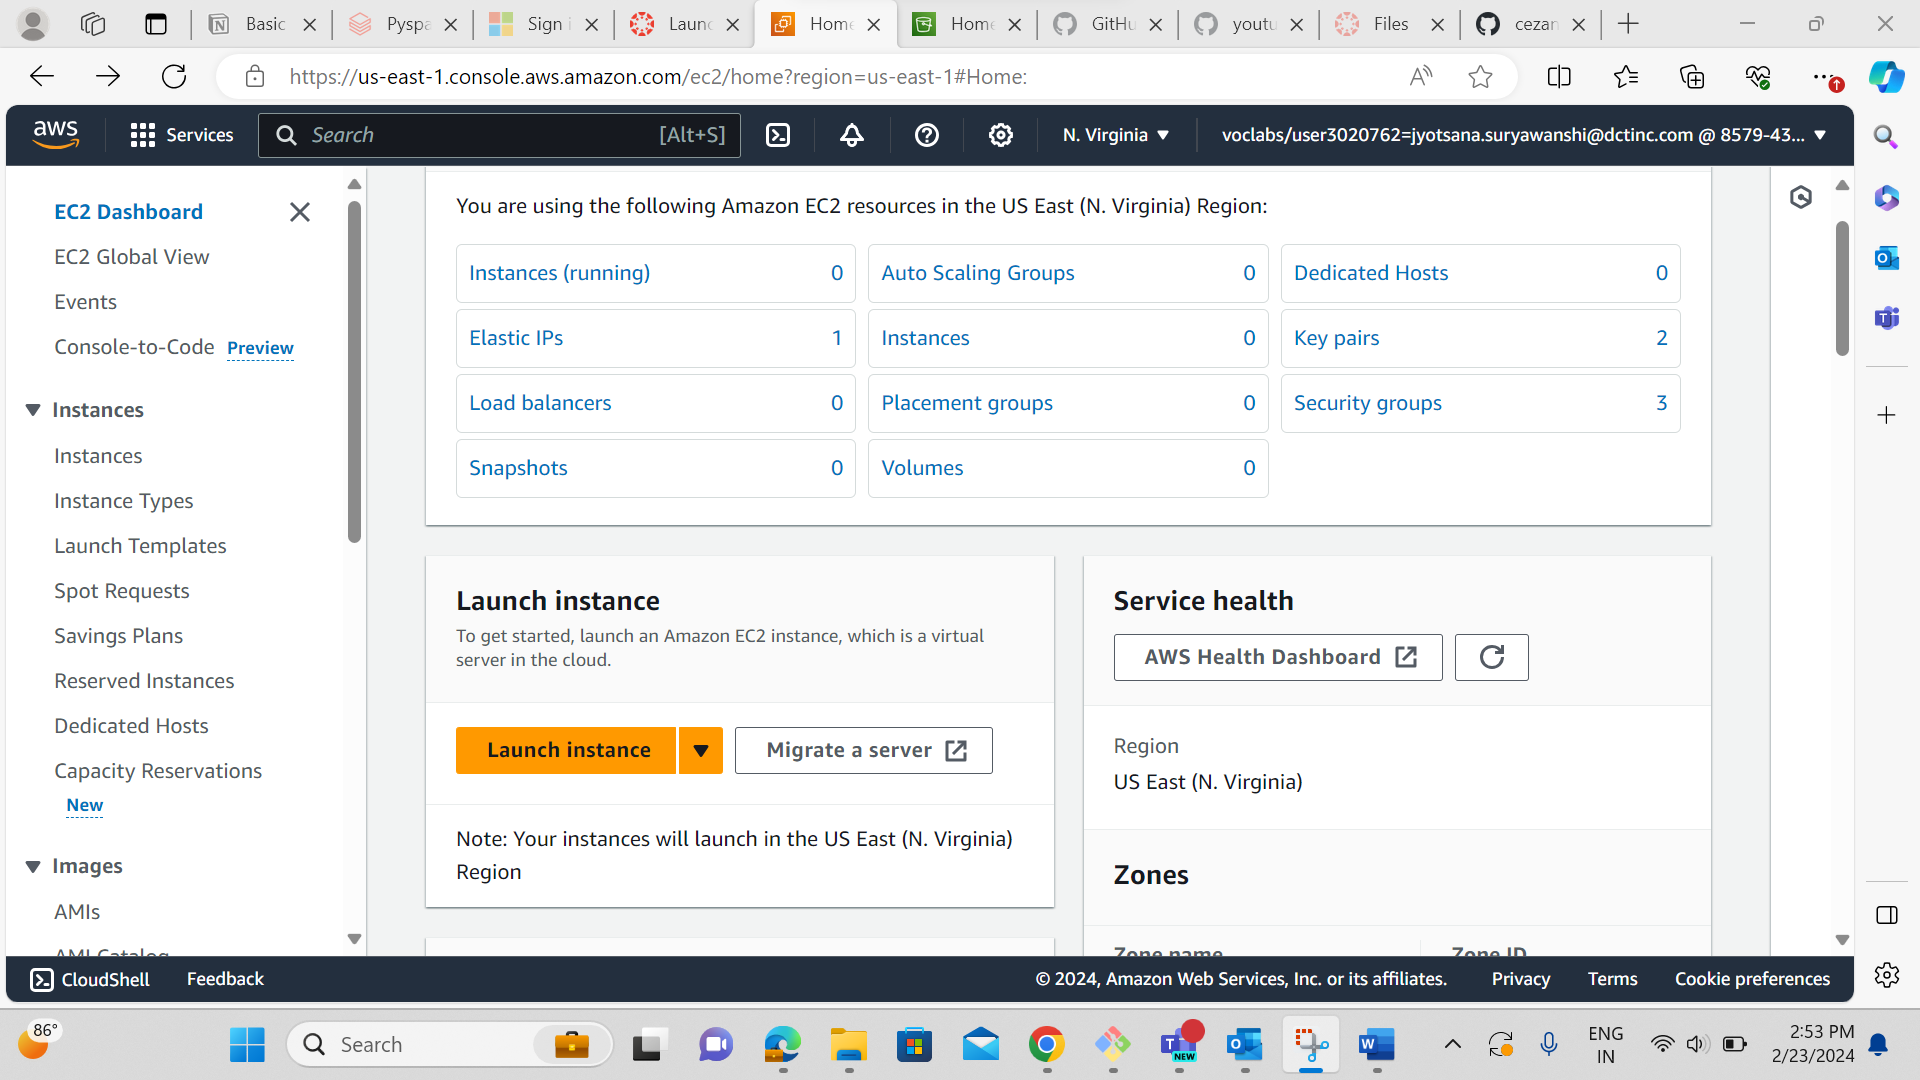 Basic
Pyspa
Sign i
Launc
Home
Home
GitHu
youtu
Files
cezan
https://us-east-1.console.aws.amazon.com/ec2/home?region=us-east-1#Home:
aws
Services
Search
[Alt+S]
N. Virginia
voclabs/user3020762=jyotsana.suryawanshi@dctinc.com @ 8579-43...
EC2 Dashboard
EC2 Global View
Events
Console-to-Code Preview
Instances
Instances
Instance Types
Launch Templates
Spot Requests
Savings Plans
Reserved Instances
Dedicated Hosts
Capacity Reservations
New
Images
AMIs
AMI Catalog
You are using the following Amazon EC2 resources in the US East (N. Virginia) Region:
Instances (running) 0
Auto Scaling Groups 0
Dedicated Hosts 0
Elastic IPs 1
Instances 0
Key pairs 2
Load balancers 0
Placement groups 0
Security groups 3
Snapshots 0
Volumes 0
Launch instance
To get started, launch an Amazon EC2 instance, which is a virtual
server in the cloud.
Launch instance
Migrate a server
Note: Your instances will launch in the US East (N. Virginia)
Region
Service health
AWS Health Dashboard
Region
US East (N. Virginia)
Zones
Zone name
Zone ID
CloudShell
Feedback
© 2024, Amazon Web Services, Inc. or its affiliates.
Privacy
Terms
Cookie preferences
86°
Search
NEW
ENG
IN
2:53 PM
2/23/2024